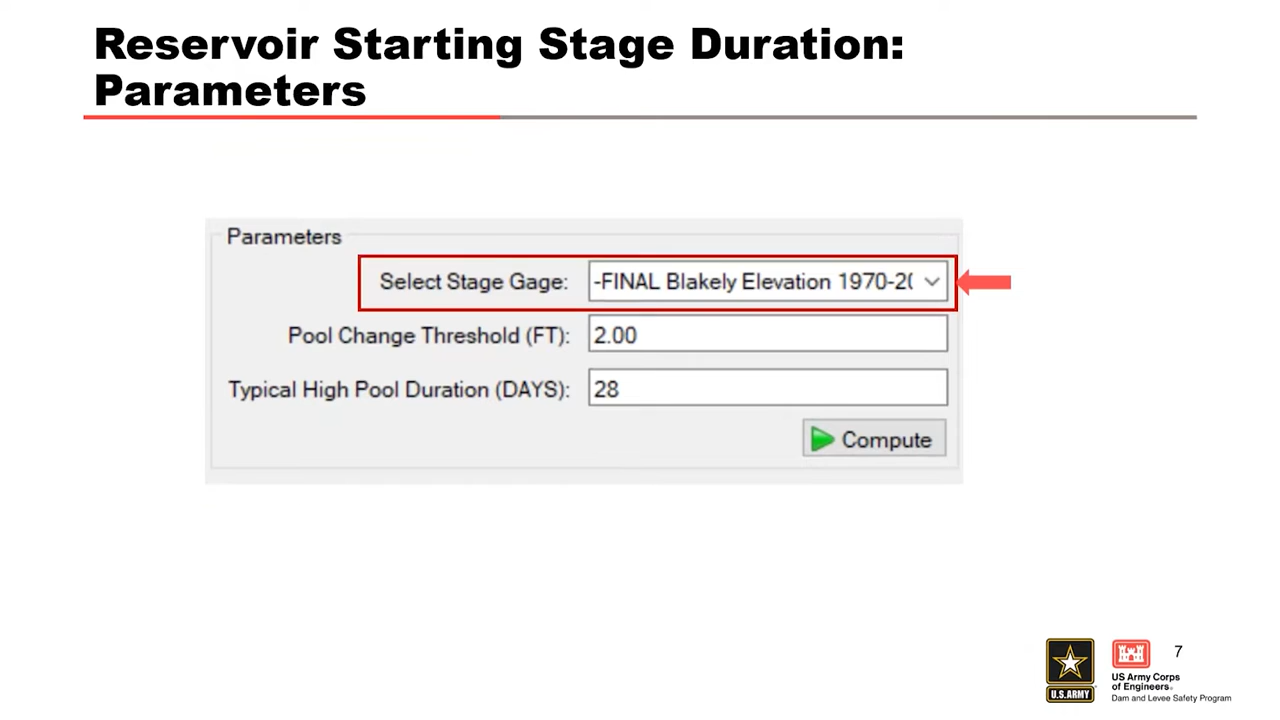 Reservoir Starting Stage Duration:
Parameters
Parameters
Select Stage Gage: -FINAL Blakely Elevation 1970-20
Pool Change Threshold (FT): 2.00
Typical High Pool Duration (DAYS): 28
Compute
U.S.ARMY
US Army Corps
of Engineers®
Dam and Levee Safety Program
7